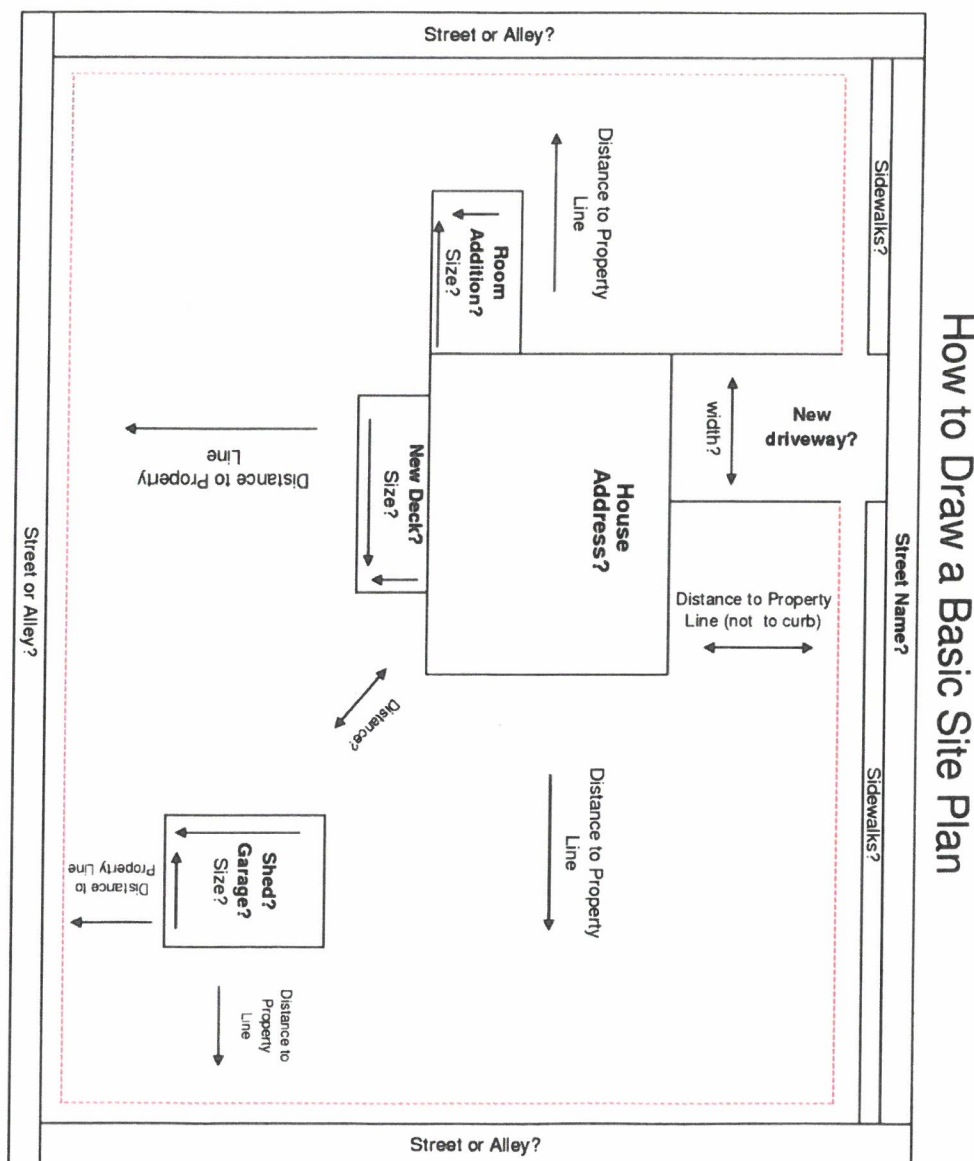 How to Draw a Basic Site Plan
Street Name?
Sidewalks?
Sidewalks?
Street or Alley?
Street or Alley?
Street or Alley?
New
driveway?
width?
Distance to Property
Line (not to curb)
Distance to Property
Line
House
Address?
Distance to Property
Line
Room
Addition?
Size?
New Deck?
Size?
Distance to Property
Line
Distance?
Shed?
Garage?
Size?
Distance to
Property Line
Distance to
Property
Line